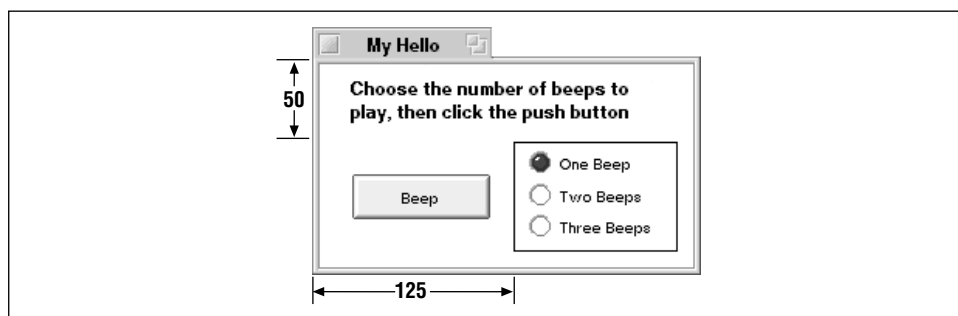 My Hello
Choose the number of beeps to
play, then click the push button
50
One Beep
Beep
Two Beeps
Three Beeps
125